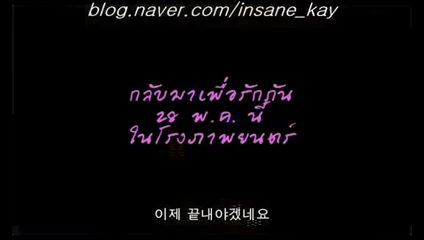 blog.naver.com/insane_kay
กลับมาเพื่อรักกัน
28 พ.ค. นี้
ในโรงภาพยนตร์
이제 끝내야겠네요